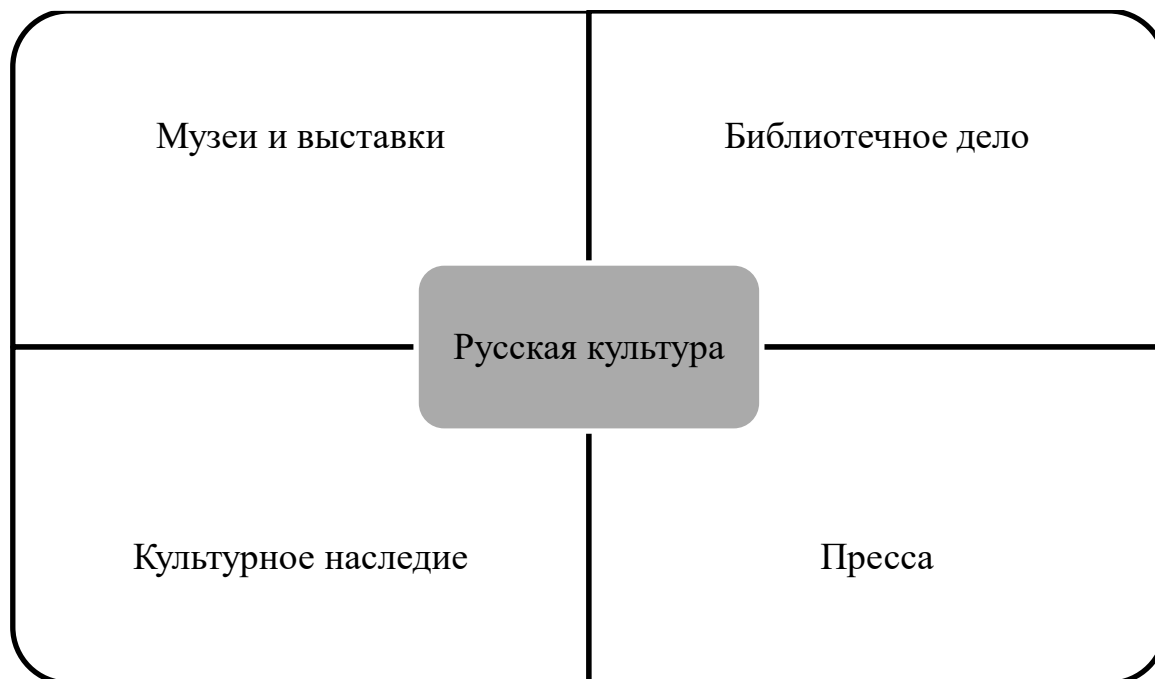 Музеи и выставки
Библиотечное дело
Русская культура
Культурное наследие
Пресса